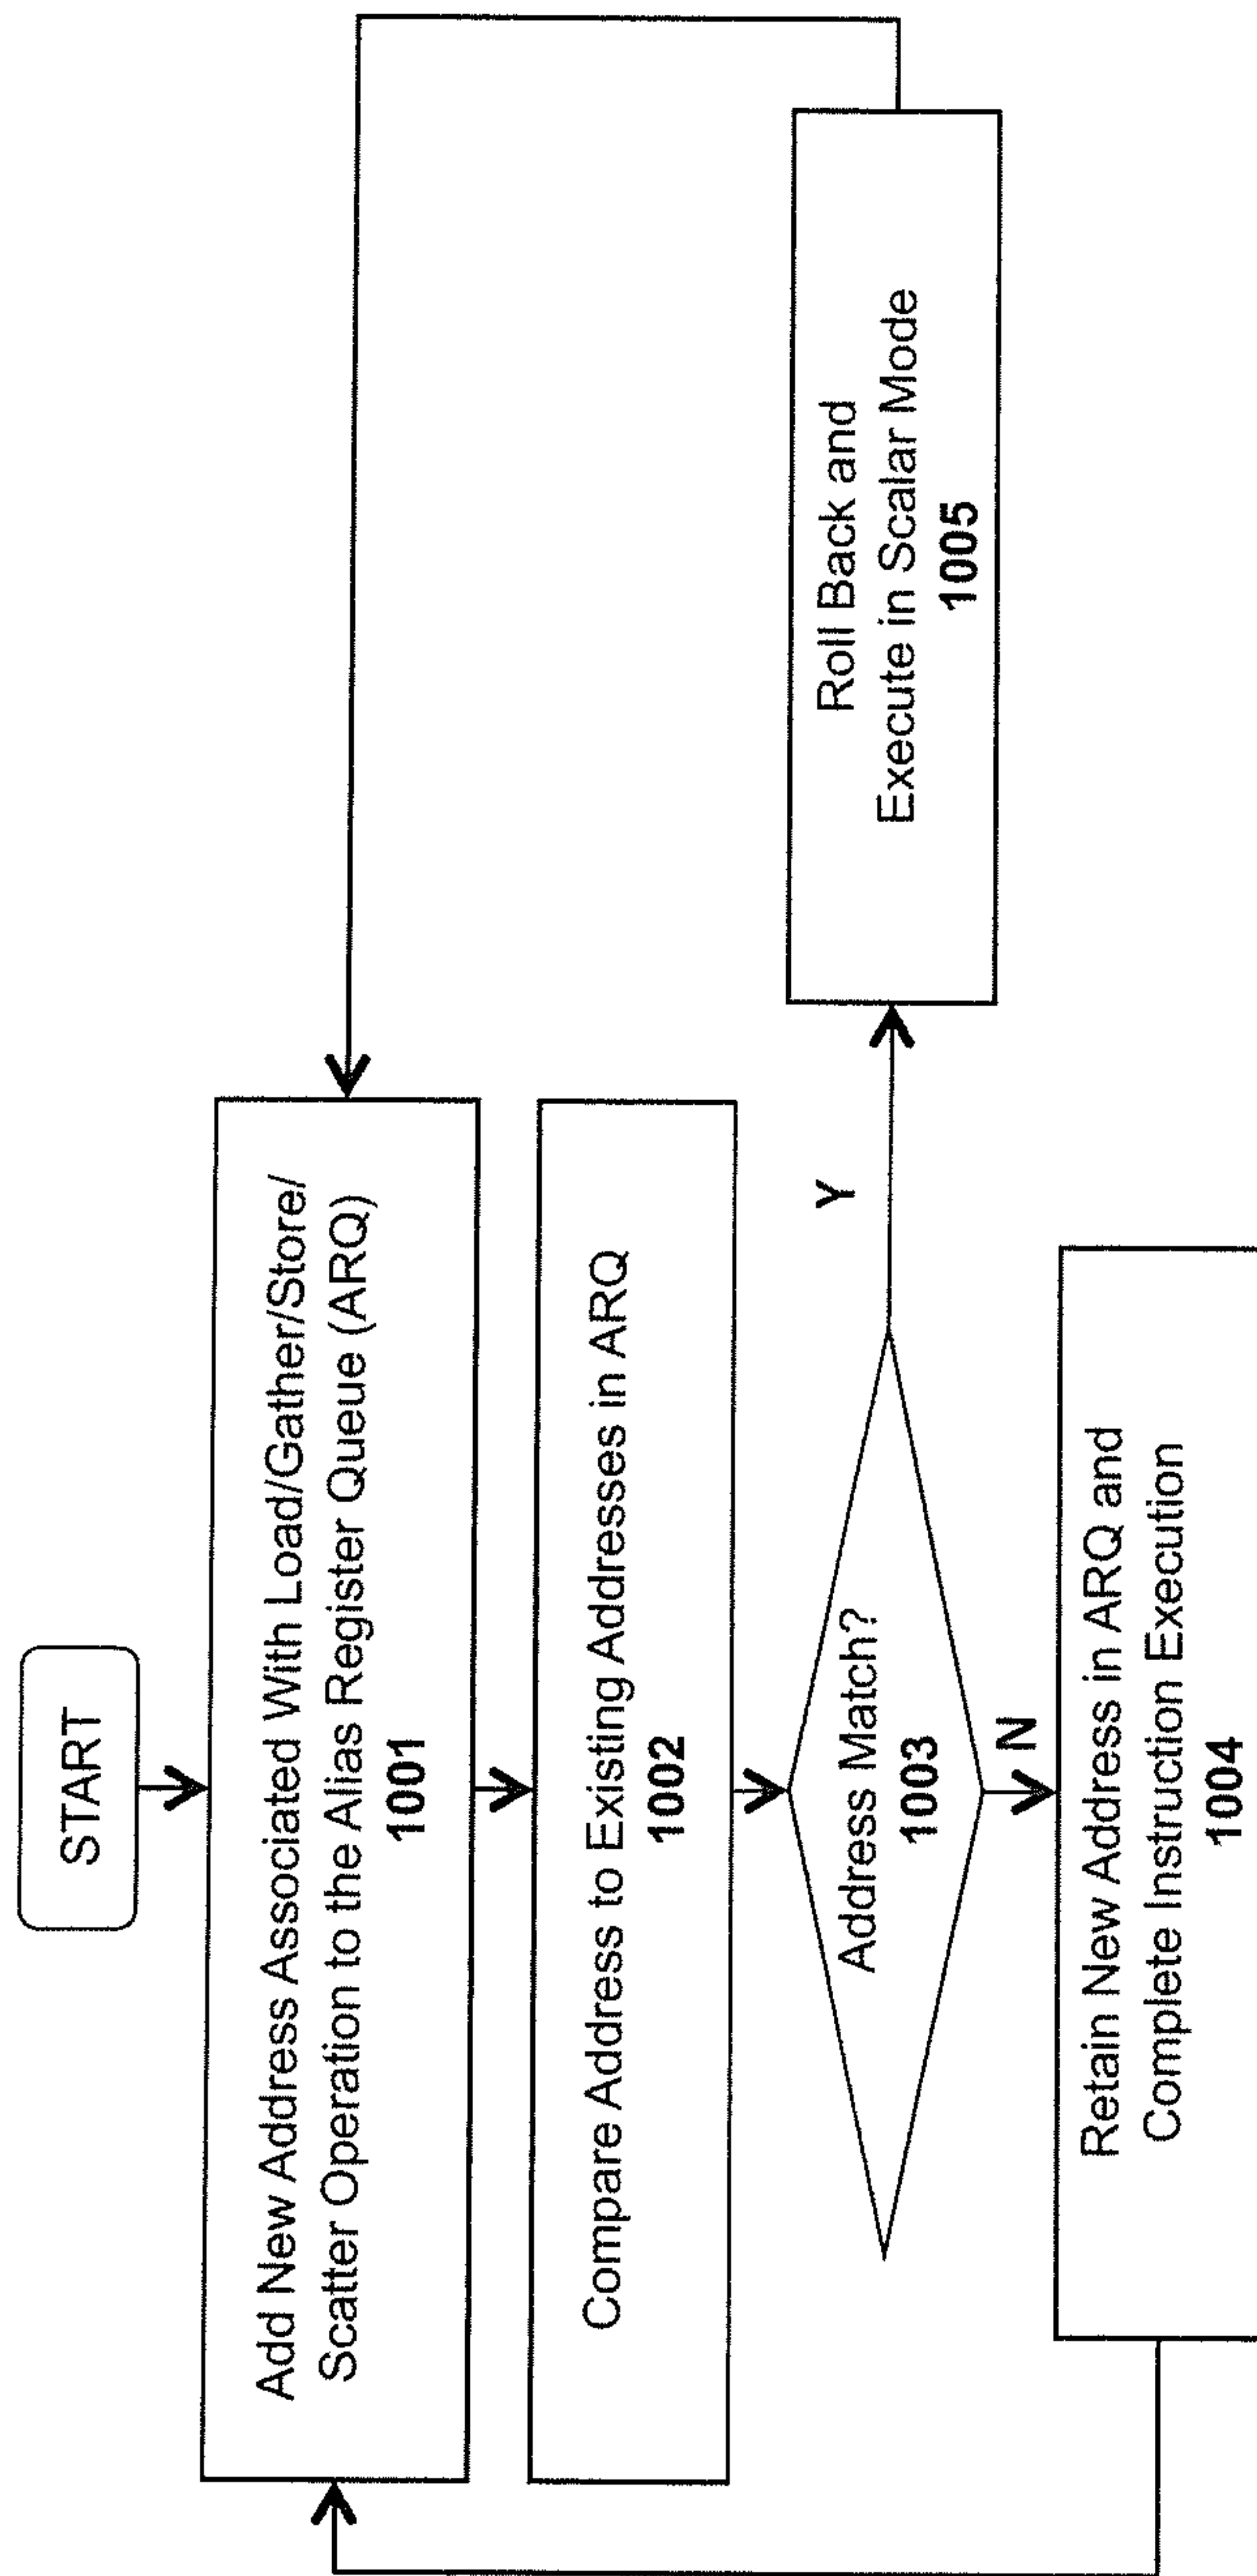 START
Add New Address Associated With Load/Gather/Store/
Scatter Operation to the Alias Register Queue (ARQ)
1001
Compare Address to Existing Addresses in ARQ
1002
Address Match?
1003
Y
N
Roll Back and
Execute in Scalar Mode
1005
Retain New Address in ARQ and
Complete Instruction Execution
1004